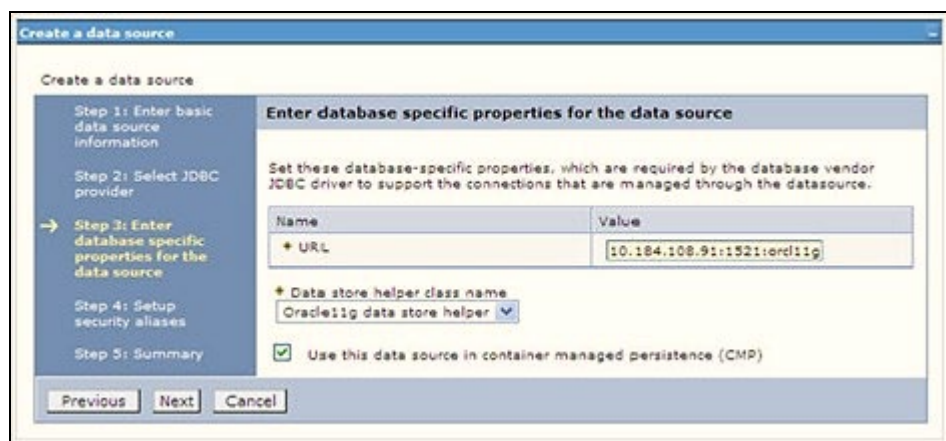 Create a data source
Create a data source
Step 1: Enter basic
data source
information
Step 2: Select JDBC
provider
Step 3: Enter
database specific
properties for the
data source
Step 4: Setup
security aliases
Step 5: Summary
Enter database specific properties for the data source
Set these database-specific properties, which are required by the database vendor
JDBC driver to support the connections that are managed through the datasource.
Name Value
URL 10.184.108.91:1521:orcl11g
Data store helper class name
Oracle11g data store helper
Use this data source in container managed persistence (CMP)
Previous Next Cancel